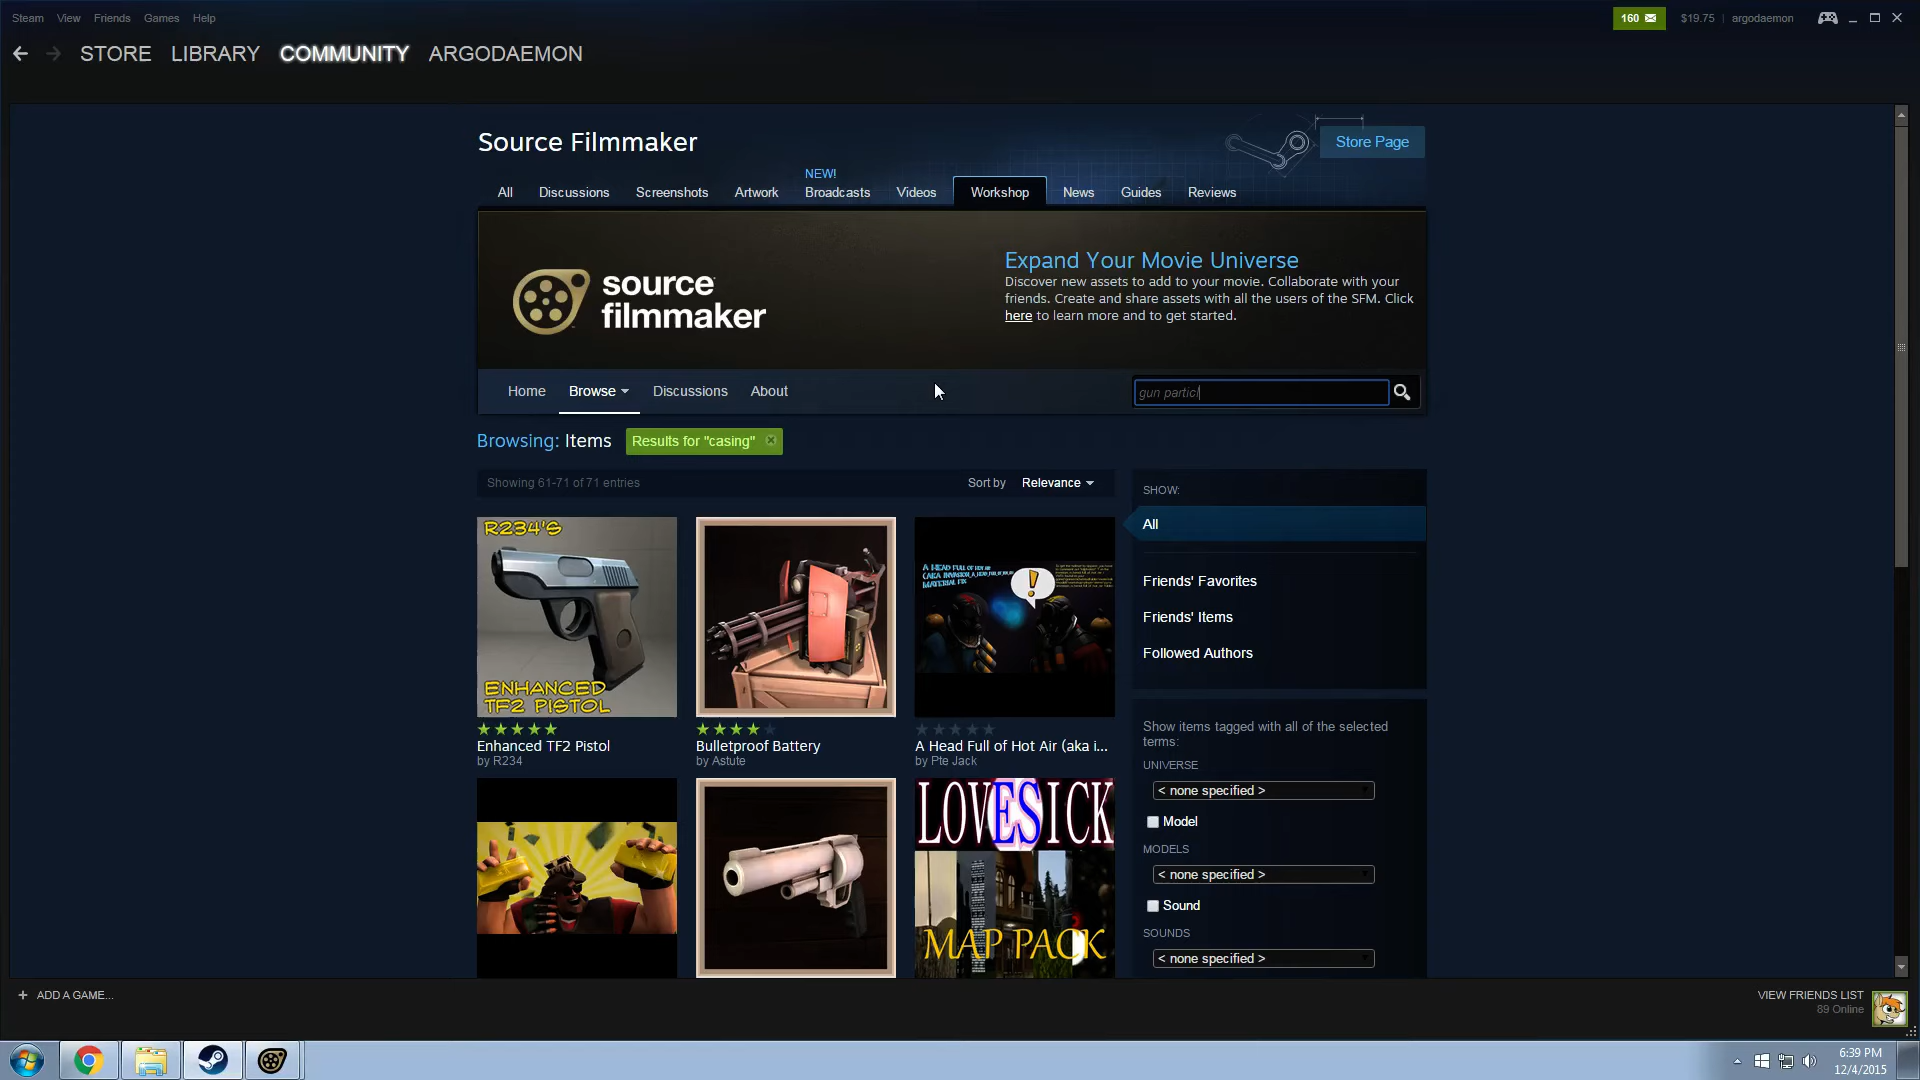 Steam View Friends Games Help
160 $19.75 | argodaemon
STORE LIBRARY COMMUNITY ARGODAEMON
Source Filmmaker
Store Page
NEW!
All Discussions Screenshots Artwork Broadcasts Videos Workshop News Guides Reviews
source
filmmaker
Expand Your Movie Universe
Discover new assets to add to your movie. Collaborate with your
friends. Create and share assets with all the users of the SFM. Click
here to learn more and to get started.
Home Browse Discussions About
gun particl
Browsing: Items Results for "casing" x
Showing 61-71 of 71 entries Sort by Relevance
SHOW:
All
Friends' Favorites
Friends' Items
Followed Authors
R234'S
ENHANCED
TF2 PISTOL
Enhanced TF2 Pistol
by R234
Bulletproof Battery
by Astute
A HEAD FULL OF HOT AIR
A Head Full of Hot Air (aka i...
by Pte Jack
LOVESICK
MAP PACK
Show items tagged with all of the selected
terms:
UNIVERSE
< none specified >
Model
MODELS
< none specified >
Sound
SOUNDS
< none specified >
+ ADD A GAME...
VIEW FRIENDS LIST
89 Online
6:39 PM
12/4/2015